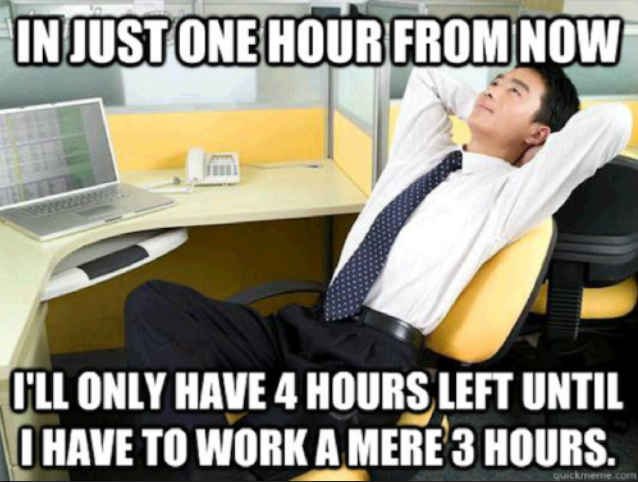 IN JUST ONE HOUR FROM NOW
I'LL ONLY HAVE 4 HOURS LEFT UNTIL
I HAVE TO WORK A MERE 3 HOURS.
quickmeme.com